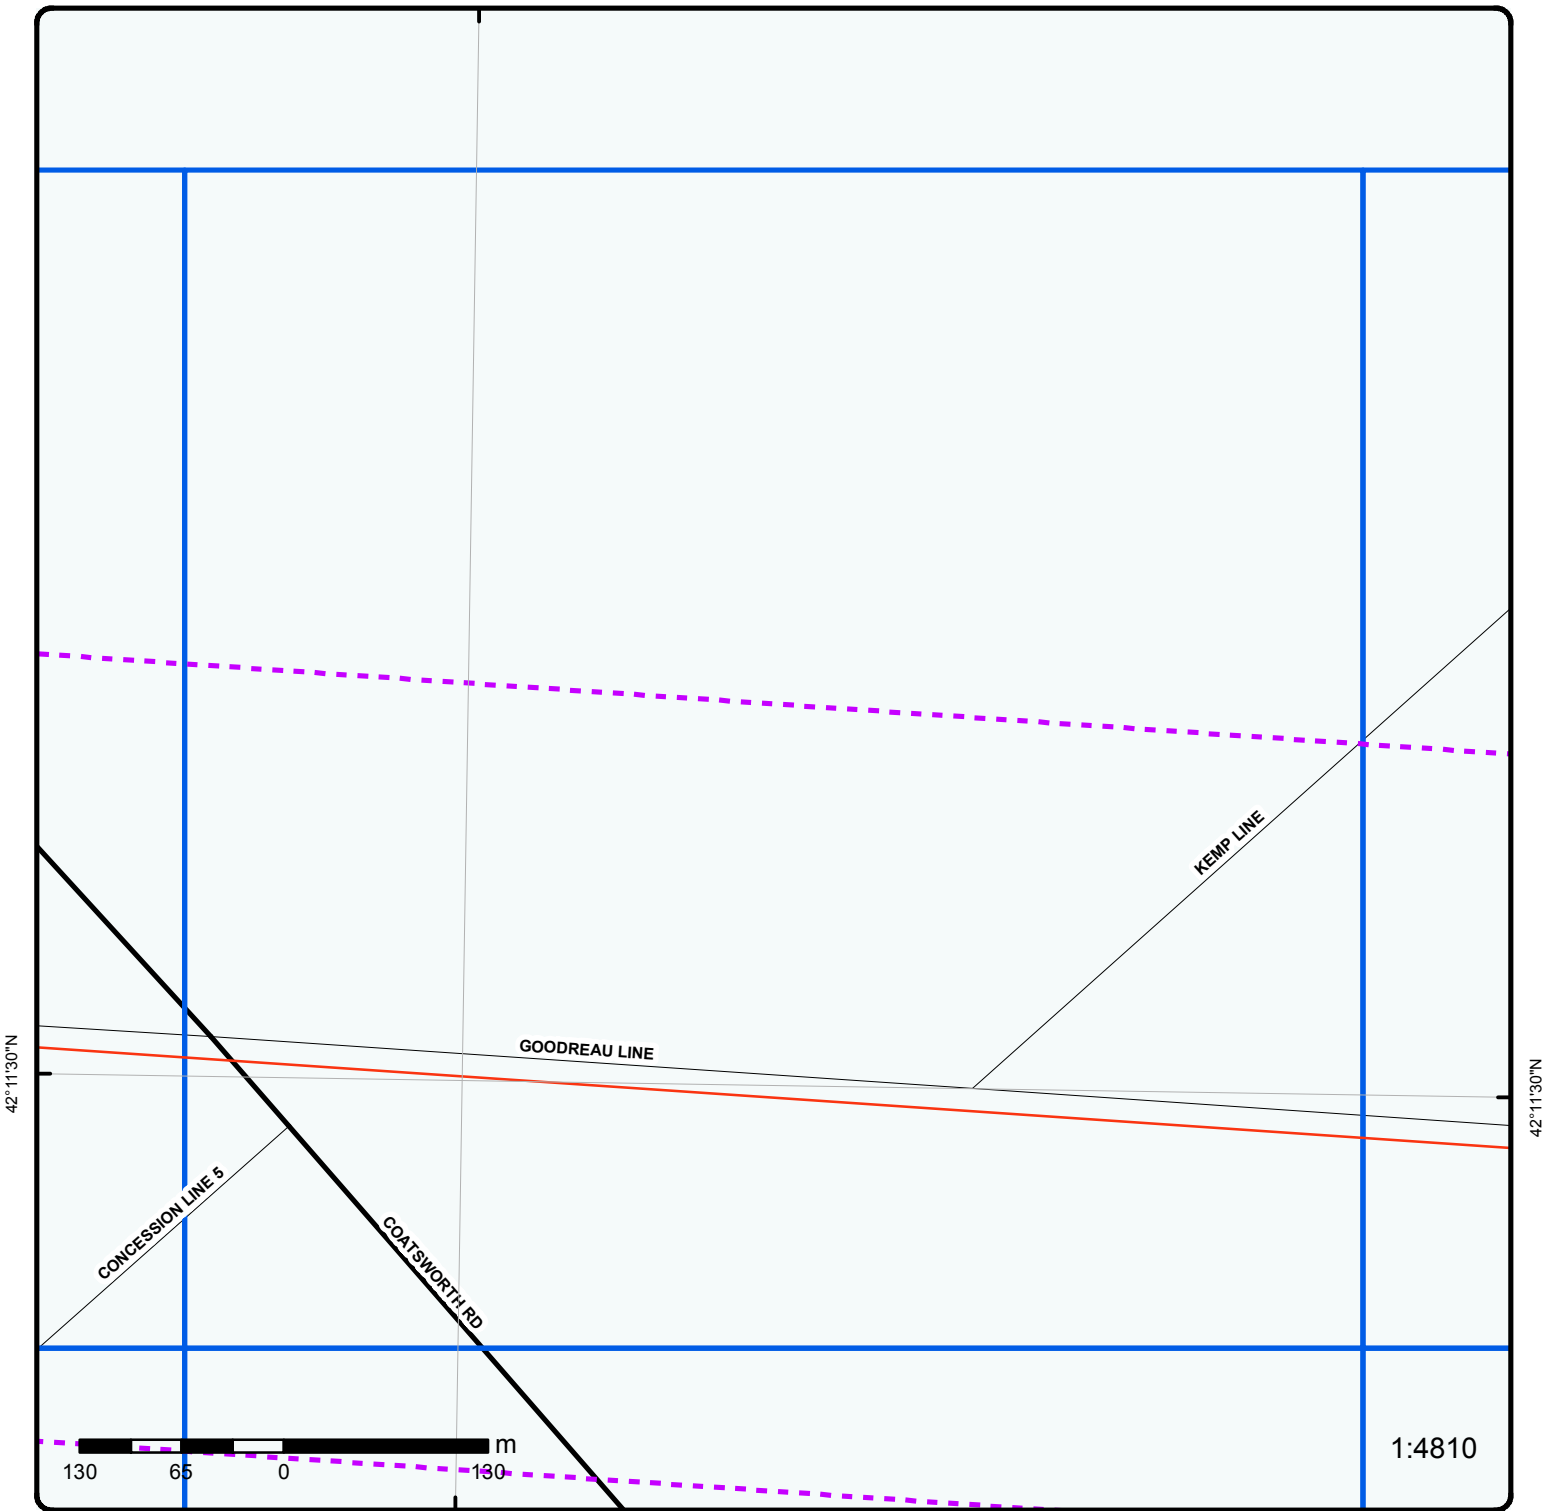 KEMP LINE
GOODREAU LINE
42°11'30"N
42°11'30"N
CONCESSION LINE 5
COATSWORTH RD
m
1:4810
130 65 0 130